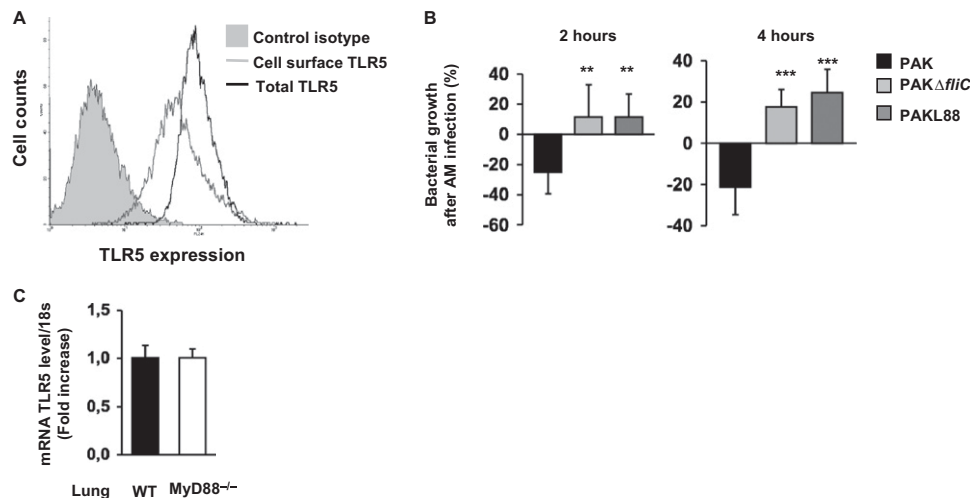 A
Control isotype
Cell surface TLR5
Total TLR5
Cell counts
TLR5 expression
B
2 hours
4 hours
Bacterial growth
after AM infection (%)
40
20
0
-20
-40
-60
**
**
40
20
0
-20
-40
***
***
PAK
PAKΔfliC
PAKL88
C
mRNA TLR5 level/18s
(Fold increase)
1,5
1,0
0,5
0,0
Lung WT MyD88–/–